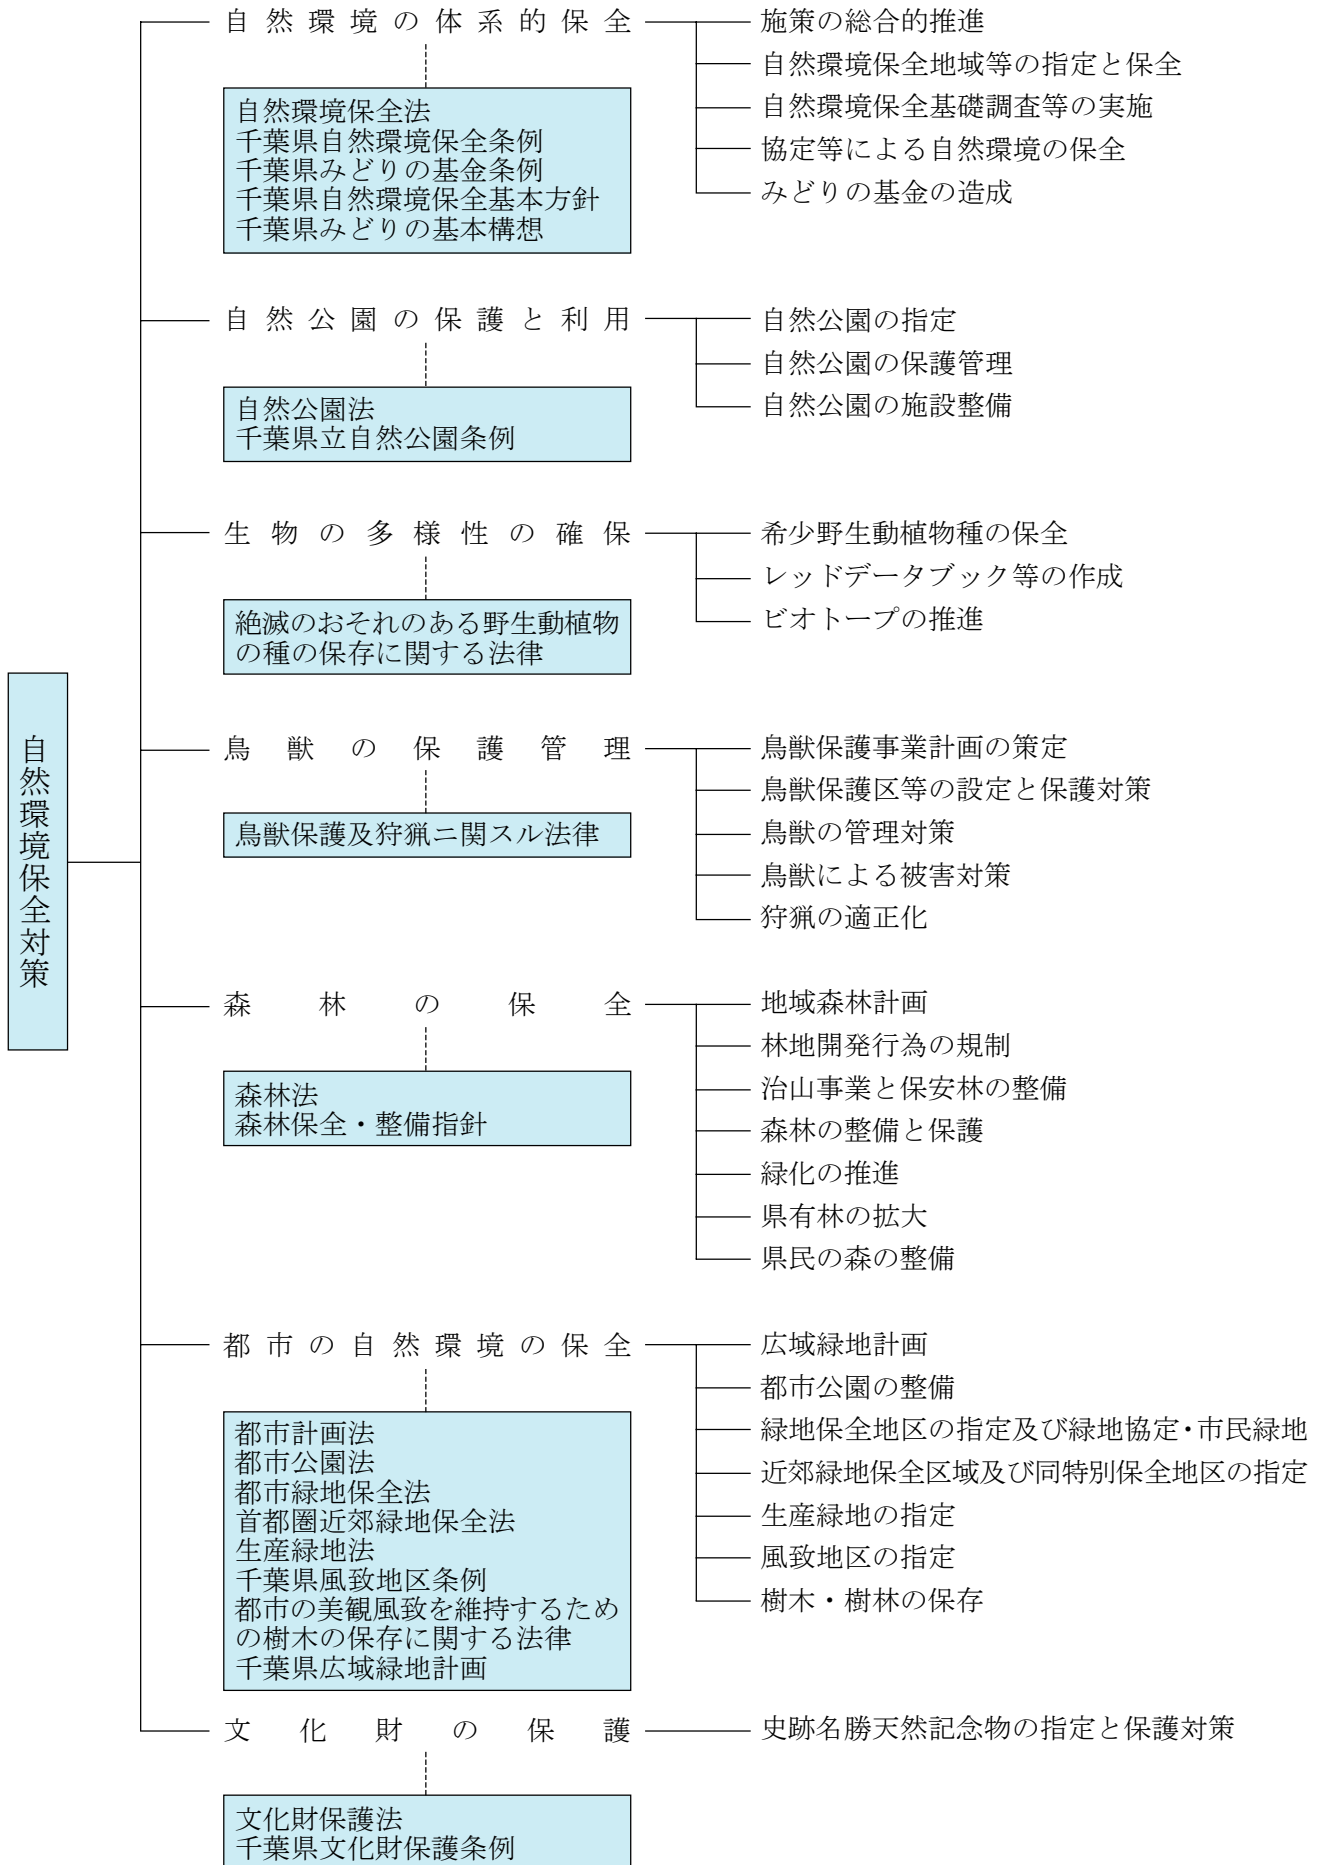 自然環境保全対策
自然環境の体系的保全
自然環境保全法
千葉県自然環境保全条例
千葉県みどりの基金条例
千葉県自然環境保全基本方針
千葉県みどりの基本構想
施策の総合的推進
自然環境保全地域等の指定と保全
自然環境保全基礎調査等の実施
協定等による自然環境の保全
みどりの基金の造成
自然公園の保護と利用
自然公園法
千葉県立自然公園条例
自然公園の指定
自然公園の保護管理
自然公園の施設整備
生物の多様性の確保
絶滅のおそれのある野生動植物
の種の保存に関する法律
希少野生動植物種の保全
レッドデータブック等の作成
ビオトープの推進
鳥獣の保護管理
鳥獣保護及狩猟ニ関スル法律
鳥獣保護事業計画の策定
鳥獣保護区等の設定と保護対策
鳥獣の管理対策
鳥獣による被害対策
狩猟の適正化
森林の保全
森林法
森林保全・整備指針
地域森林計画
林地開発行為の規制
治山事業と保安林の整備
森林の整備と保護
緑化の推進
県有林の拡大
県民の森の整備
都市の自然環境の保全
都市計画法
都市公園法
都市緑地保全法
首都圏近郊緑地保全法
生産緑地法
千葉県風致地区条例
都市の美観風致を維持するため
の樹木の保存に関する法律
千葉県広域緑地計画
広域緑地計画
都市公園の整備
緑地保全地区の指定及び緑地協定・市民緑地
近郊緑地保全区域及び同特別保全地区の指定
生産緑地の指定
風致地区の指定
樹木・樹林の保存
文化財の保護
文化財保護法
千葉県文化財保護条例
史跡名勝天然記念物の指定と保護対策